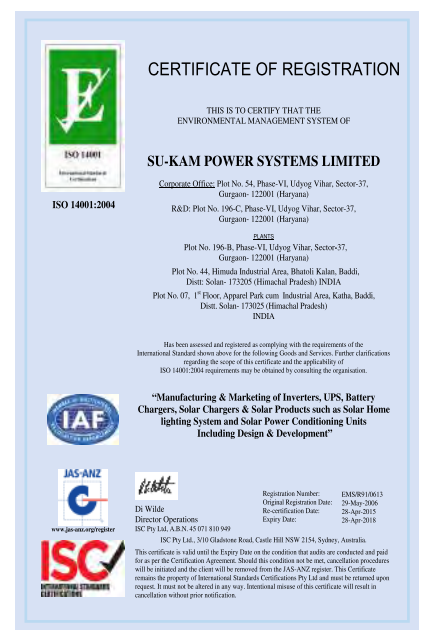 CERTIFICATE OF REGISTRATION
THIS IS TO CERTIFY THAT THE
ENVIRONMENTAL MANAGEMENT SYSTEM OF
ISO 14001
International Standards
Certifications
ISO 14001:2004
SU-KAM POWER SYSTEMS LIMITED
Corporate Office: Plot No. 54, Phase-VI, Udyog Vihar, Sector-37,
Gurgaon- 122001 (Haryana)
R&D: Plot No. 196-C, Phase-VI, Udyog Vihar, Sector-37,
Gurgaon- 122001 (Haryana)
PLANTS
Plot No. 196-B, Phase-VI, Udyog Vihar, Sector-37,
Gurgaon- 122001 (Haryana)
Plot No. 44, Himuda Industrial Area, Bhatoli Kalan, Baddi,
Distt: Solan- 173205 (Himachal Pradesh) INDIA
Plot No. 07, 1st Floor, Apparel Park cum Industrial Area, Katha, Baddi,
Distt. Solan- 173025 (Himachal Pradesh)
INDIA
Has been assessed and registered as complying with the requirements of the
International Standard shown above for the following Goods and Services. Further clarifications
regarding the scope of this certificate and the applicability of
ISO 14001:2004 requirements may be obtained by consulting the organisation.
“Manufacturing & Marketing of Inverters, UPS, Battery
Chargers, Solar Chargers & Solar Products such as Solar Home
lighting System and Solar Power Conditioning Units
Including Design & Development”
IAF
JAS-ANZ
www.jas-anz.org/register
Di Wilde
Director Operations
ISC Pty Ltd, A.B.N. 45 071 810 949
Registration Number: EMS/R91/0613
Original Registration Date: 29-May-2006
Re-certification Date: 28-Apr-2015
Expiry Date: 28-Apr-2018
ISC Pty Ltd., 3/10 Gladstone Road, Castle Hill NSW 2154, Sydney, Australia.
ISC
INTERNATIONAL STANDARDS
CERTIFICATIONS
This certificate is valid until the Expiry Date on the condition that audits are conducted and paid
for as per the Certification Agreement. Should this condition not be met, cancellation procedures
will be initiated and the client will be removed from the JAS-ANZ register. This Certificate
remains the property of International Standards Certifications Pty Ltd and must be returned upon
request. It must not be altered in any way. Intentional misuse of this certificate will result in
cancellation without prior notification.